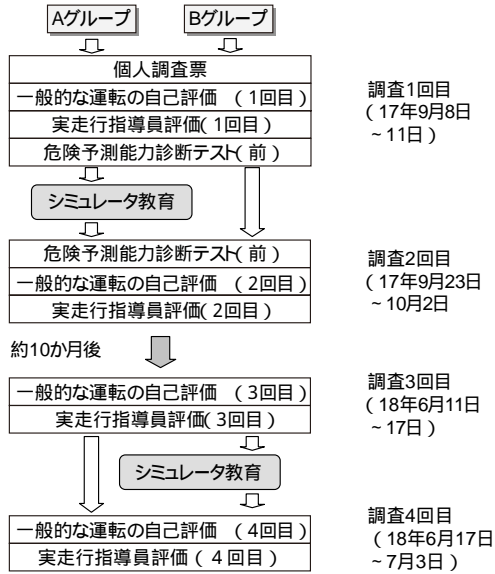 Aグループ Bグループ
個人調査票
一般的な運転の自己評価 (1回目)
実走行指導員評価(1回目)
危険予測能力診断テスト(前)
調査1回目
(17年9月8日
~11日)
シミュレータ教育
危険予測能力診断テスト(前)
一般的な運転の自己評価 (2回目)
実走行指導員評価(2回目)
調査2回目
(17年9月23日
~10月2日
約10か月後
一般的な運転の自己評価 (3回目)
実走行指導員評価(3回目)
調査3回目
(18年6月11日
~17日)
シミュレータ教育
一般的な運転の自己評価 (4回目)
実走行指導員評価(4回目)
調査4回目
(18年6月17日
~7月3日)